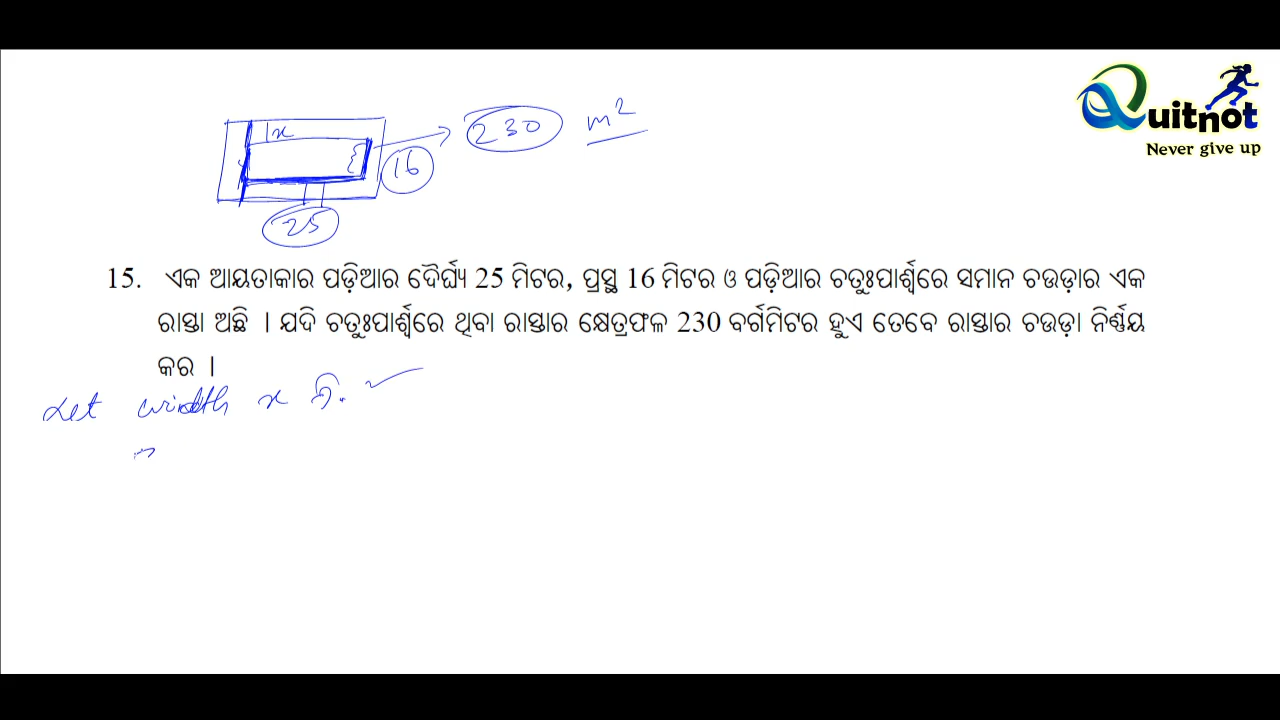 Quitnot
Never give up
x
230 m²
16
25
15. ଏକ ଆୟତାକାର ପଡ଼ିଆର ଦୈର୍ଘ୍ୟ 25 ମିଟର, ପ୍ରସ୍ଥ 16 ମିଟର ଓ ପଡ଼ିଆର ଚତୁଃପାର୍ଶ୍ୱରେ ସମାନ ଚଉଡ଼ାର ଏକ
ରାସ୍ତା ଅଛି । ଯଦି ଚତୁଃପାର୍ଶ୍ୱରେ ଥିବା ରାସ୍ତାର କ୍ଷେତ୍ରଫଳ 230 ବର୍ଗମିଟର ହୁଏ ତେବେ ରାସ୍ତାର ଚଉଡ଼ା ନିର୍ଣ୍ଣୟ
କର ।
Let width x ମି.